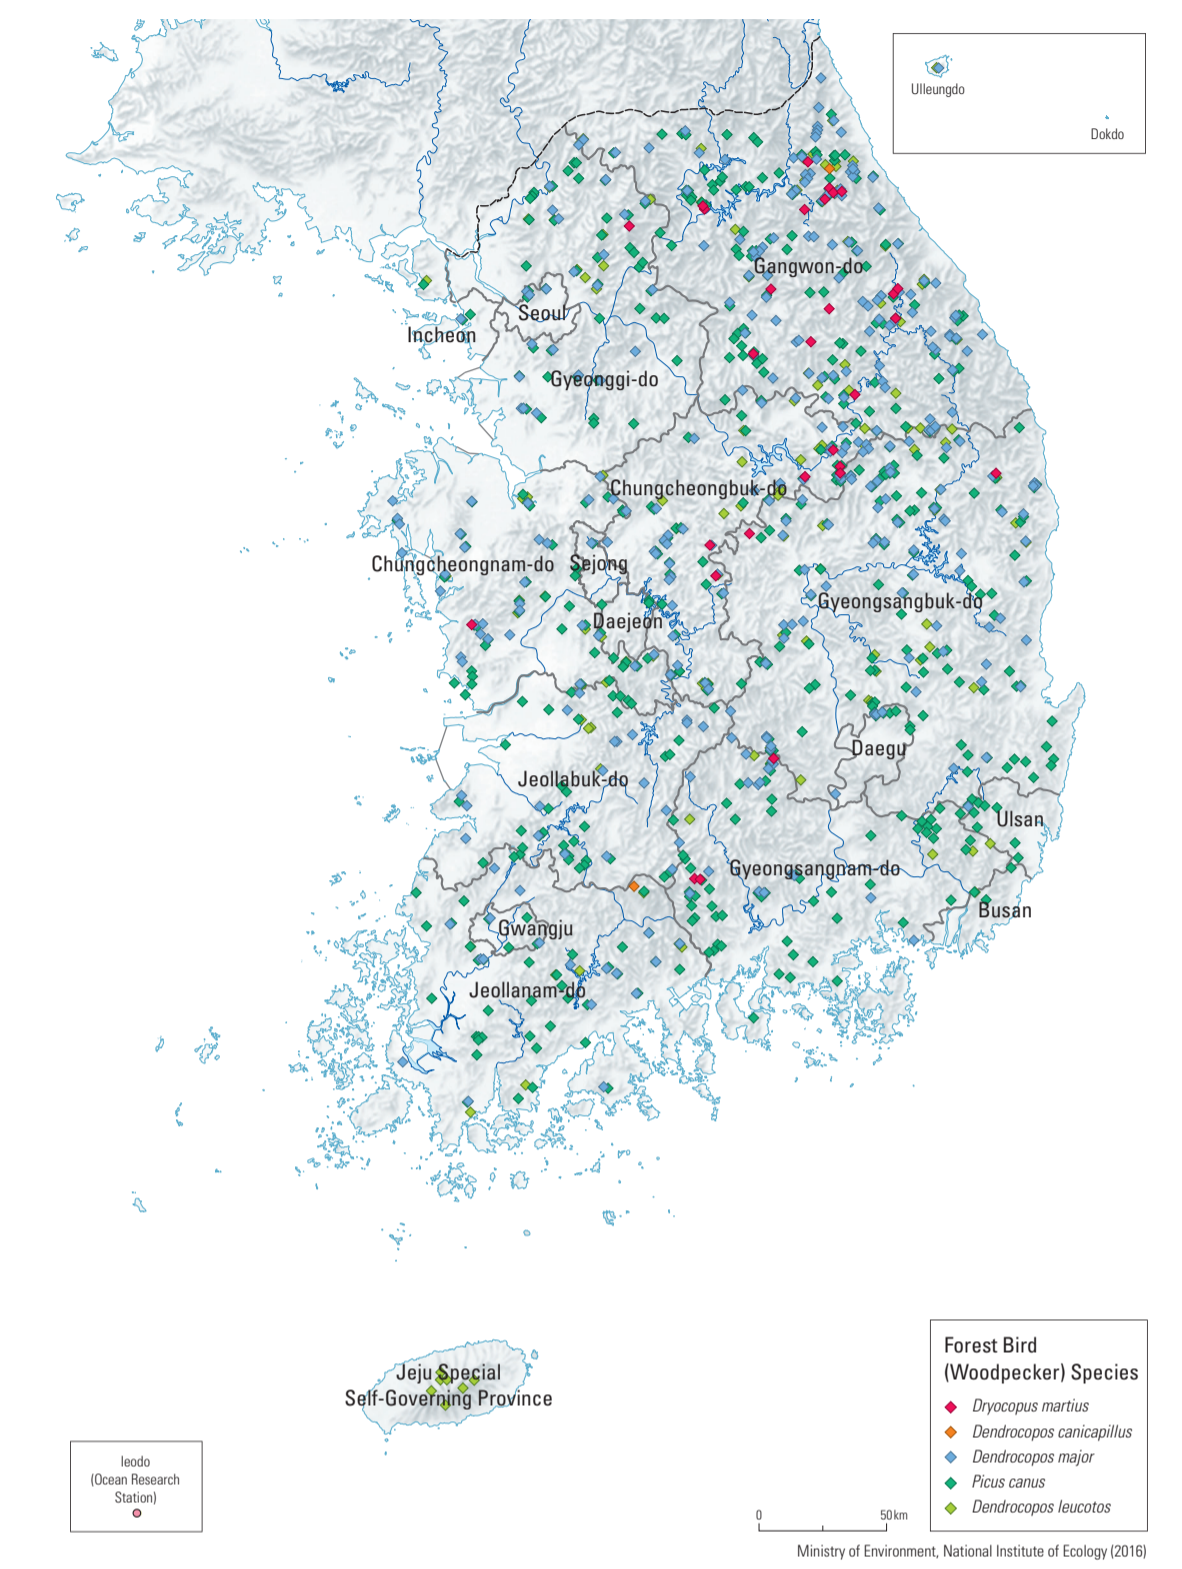 Ulleungdo
Dokdo
Gangwon-do
Seoul
Incheon
Gyeonggi-do
Chungcheongbuk-do
Chungcheongnam-do
Sejong
Gyeongsangbuk-do
Daejeon
Daegu
Jeollabuk-do
Ulsan
Gyeongsangnam-do
Busan
Gwangju
Jeollanam-do
Jeju Special
Self-Governing Province
Forest Bird
(Woodpecker) Species
Dryocopus martius
Dendrocopos canicapillus
Dendrocopos major
Picus canus
Dendrocopos leucotos
Ieodo
(Ocean Research
Station)
0 50km
Ministry of Environment, National Institute of Ecology (2016)